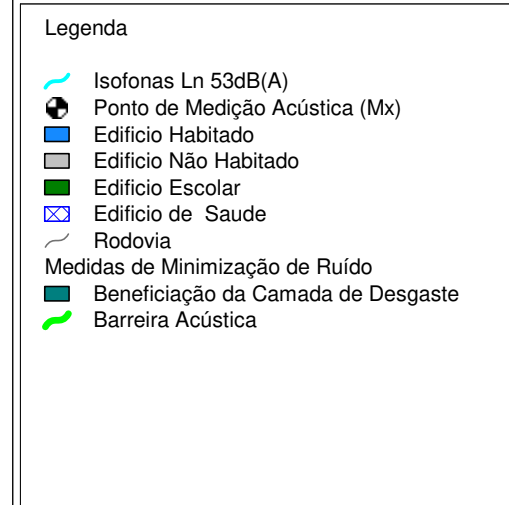 Legenda
Isofonas Ln 53dB(A)
Ponto de Medição Acústica (Mx)
Edificio Habitado
Edificio Não Habitado
Edificio Escolar
Edificio de Saude
Rodovia
Medidas de Minimização de Ruído
Beneficiação da Camada de Desgaste
Barreira Acústica